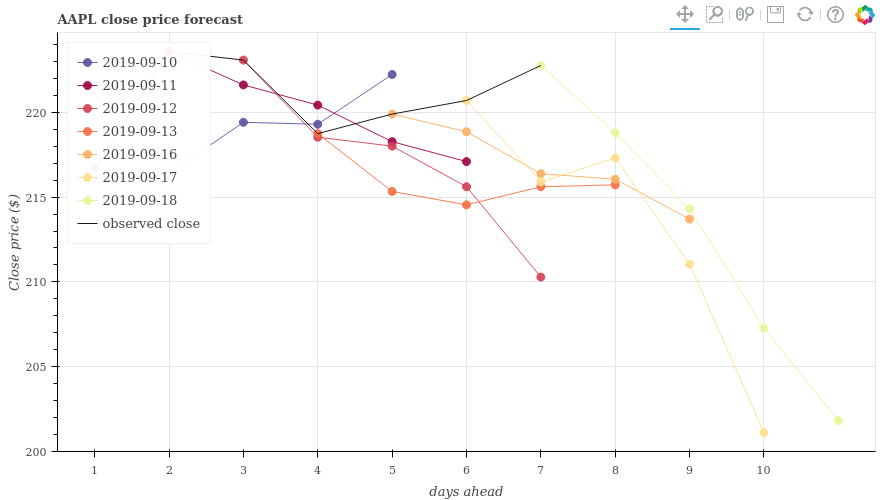 AAPL close price forecast
2019-09-10
2019-09-11
2019-09-12
2019-09-13
2019-09-16
2019-09-17
2019-09-18
observed close
Close price ($)
220
215
210
205
200
1 2 3 4 5 6 7 8 9 10
days ahead